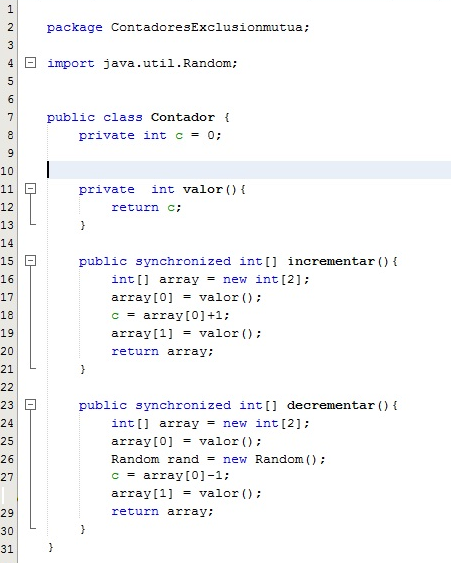 1
2 package ContadoresExclusionmutua;
3
4 import java.util.Random;
5
6
7 public class Contador {
8 private int c = 0;
9
10
11 private  int valor(){
12 return c;
13 }
14
15 public synchronized int[] incrementar(){
16 int[] array = new int[2];
17 array[0] = valor();
18 c = array[0]+1;
19 array[1] = valor();
20 return array;
21 }
22
23 public synchronized int[] decrementar(){
24 int[] array = new int[2];
25 array[0] = valor();
26 Random rand = new Random();
27 c = array[0]-1;
array[1] = valor();
29 return array;
30 }
31 }